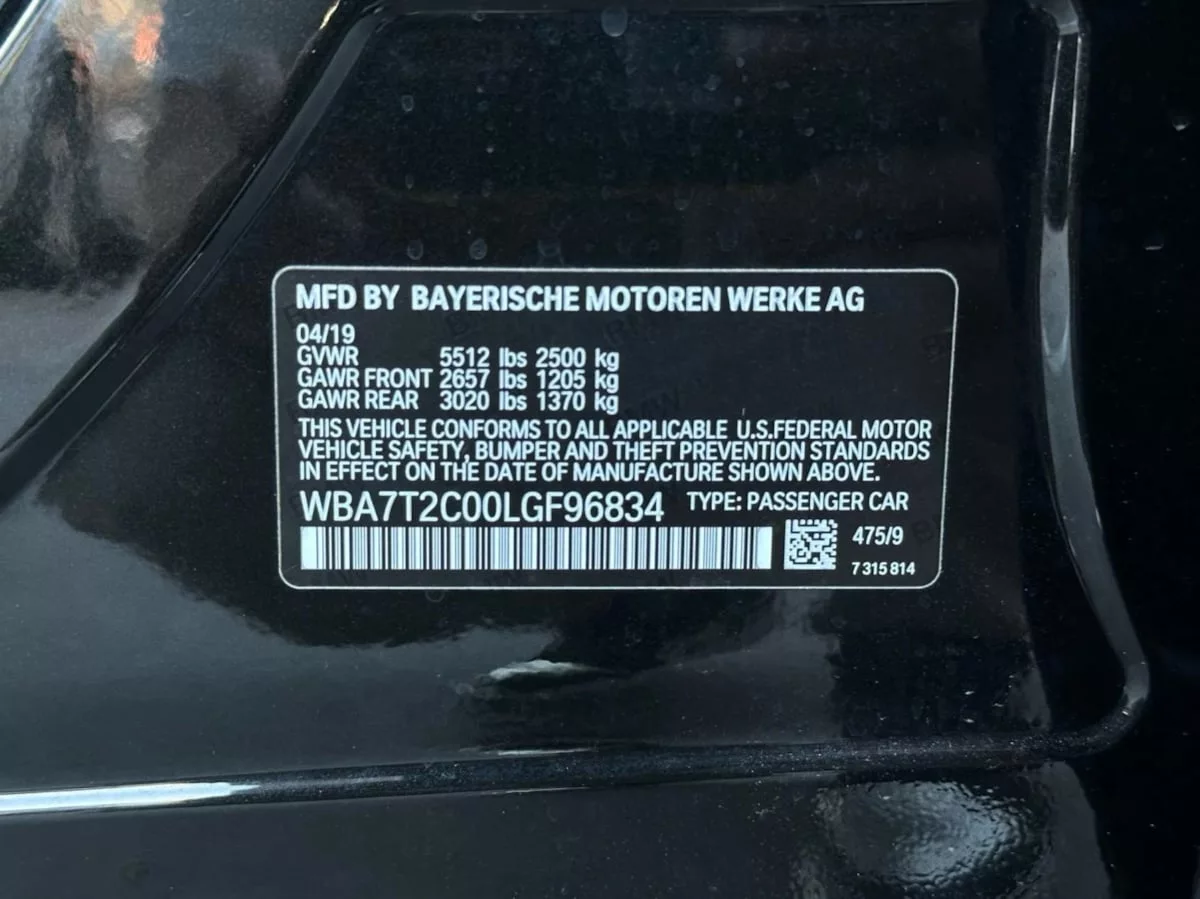 MFD BY BAYERISCHE MOTOREN WERKE AG
04/19
GVWR 5512 lbs 2500 kg
GAWR FRONT 2657 lbs 1205 kg
GAWR REAR 3020 lbs 1370 kg
THIS VEHICLE CONFORMS TO ALL APPLICABLE U.S.FEDERAL MOTOR
VEHICLE SAFETY, BUMPER AND THEFT PREVENTION STANDARDS
IN EFFECT ON THE DATE OF MANUFACTURE SHOWN ABOVE.
WBA7T2C00LGF96834 TYPE: PASSENGER CAR
475/9
7 315 814